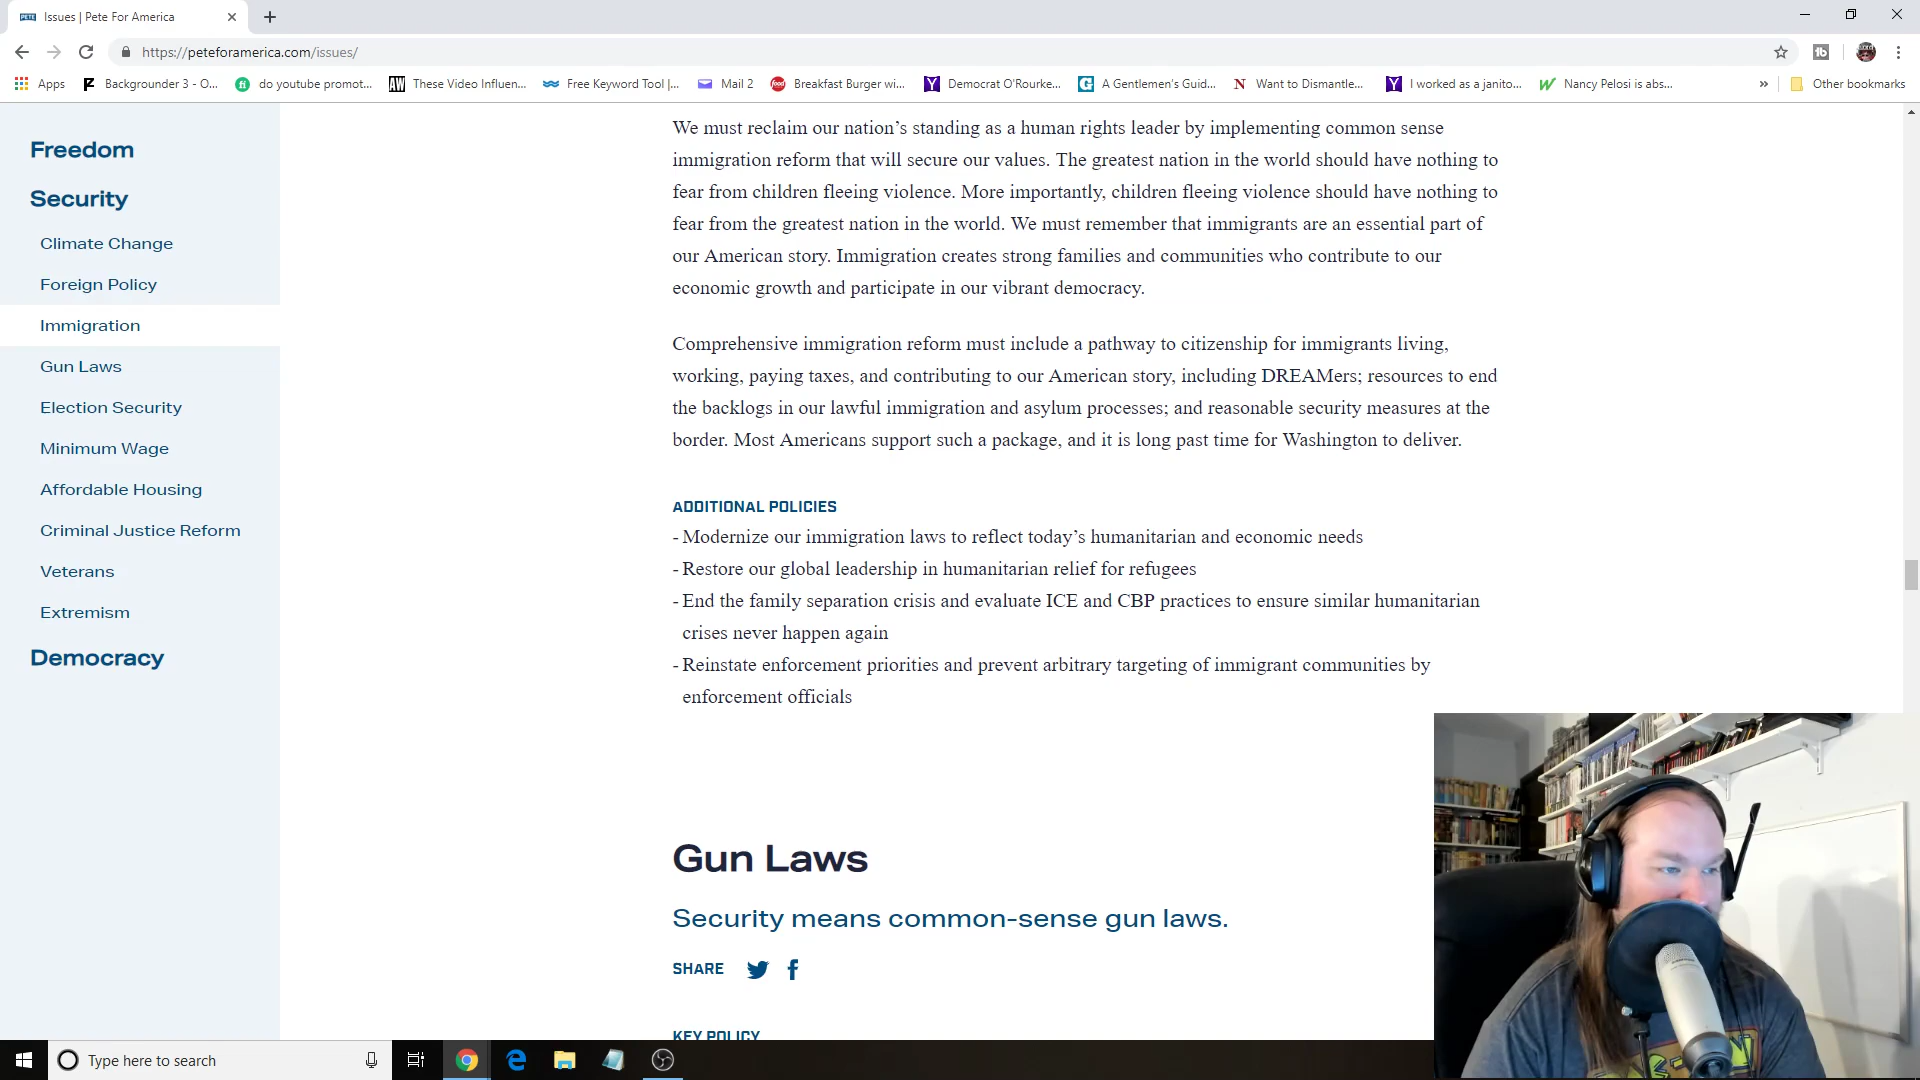 PETE Issues | Pete For America
https://peteforamerica.com/issues/
Apps Backgrounder 3 - O... fi do youtube promot... AW These Video Influen... Free Keyword Tool |... Mail 2 food Breakfast Burger wi... Y Democrat O'Rourke... G A Gentlemen's Guid... N Want to Dismantle... Y I worked as a janito... Nancy Pelosi is abs... » Other bookmarks
Freedom
Security
Climate Change
Foreign Policy
Immigration
Gun Laws
Election Security
Minimum Wage
Affordable Housing
Criminal Justice Reform
Veterans
Extremism
Democracy
We must reclaim our nation’s standing as a human rights leader by implementing common sense
immigration reform that will secure our values. The greatest nation in the world should have nothing to
fear from children fleeing violence. More importantly, children fleeing violence should have nothing to
fear from the greatest nation in the world. We must remember that immigrants are an essential part of
our American story. Immigration creates strong families and communities who contribute to our
economic growth and participate in our vibrant democracy.
Comprehensive immigration reform must include a pathway to citizenship for immigrants living,
working, paying taxes, and contributing to our American story, including DREAMers; resources to end
the backlogs in our lawful immigration and asylum processes; and reasonable security measures at the
border. Most Americans support such a package, and it is long past time for Washington to deliver.
ADDITIONAL POLICIES
- Modernize our immigration laws to reflect today’s humanitarian and economic needs
- Restore our global leadership in humanitarian relief for refugees
- End the family separation crisis and evaluate ICE and CBP practices to ensure similar humanitarian
crises never happen again
- Reinstate enforcement priorities and prevent arbitrary targeting of immigrant communities by
enforcement officials
Gun Laws
Security means common-sense gun laws.
SHARE
KEY POLICY
Type here to search